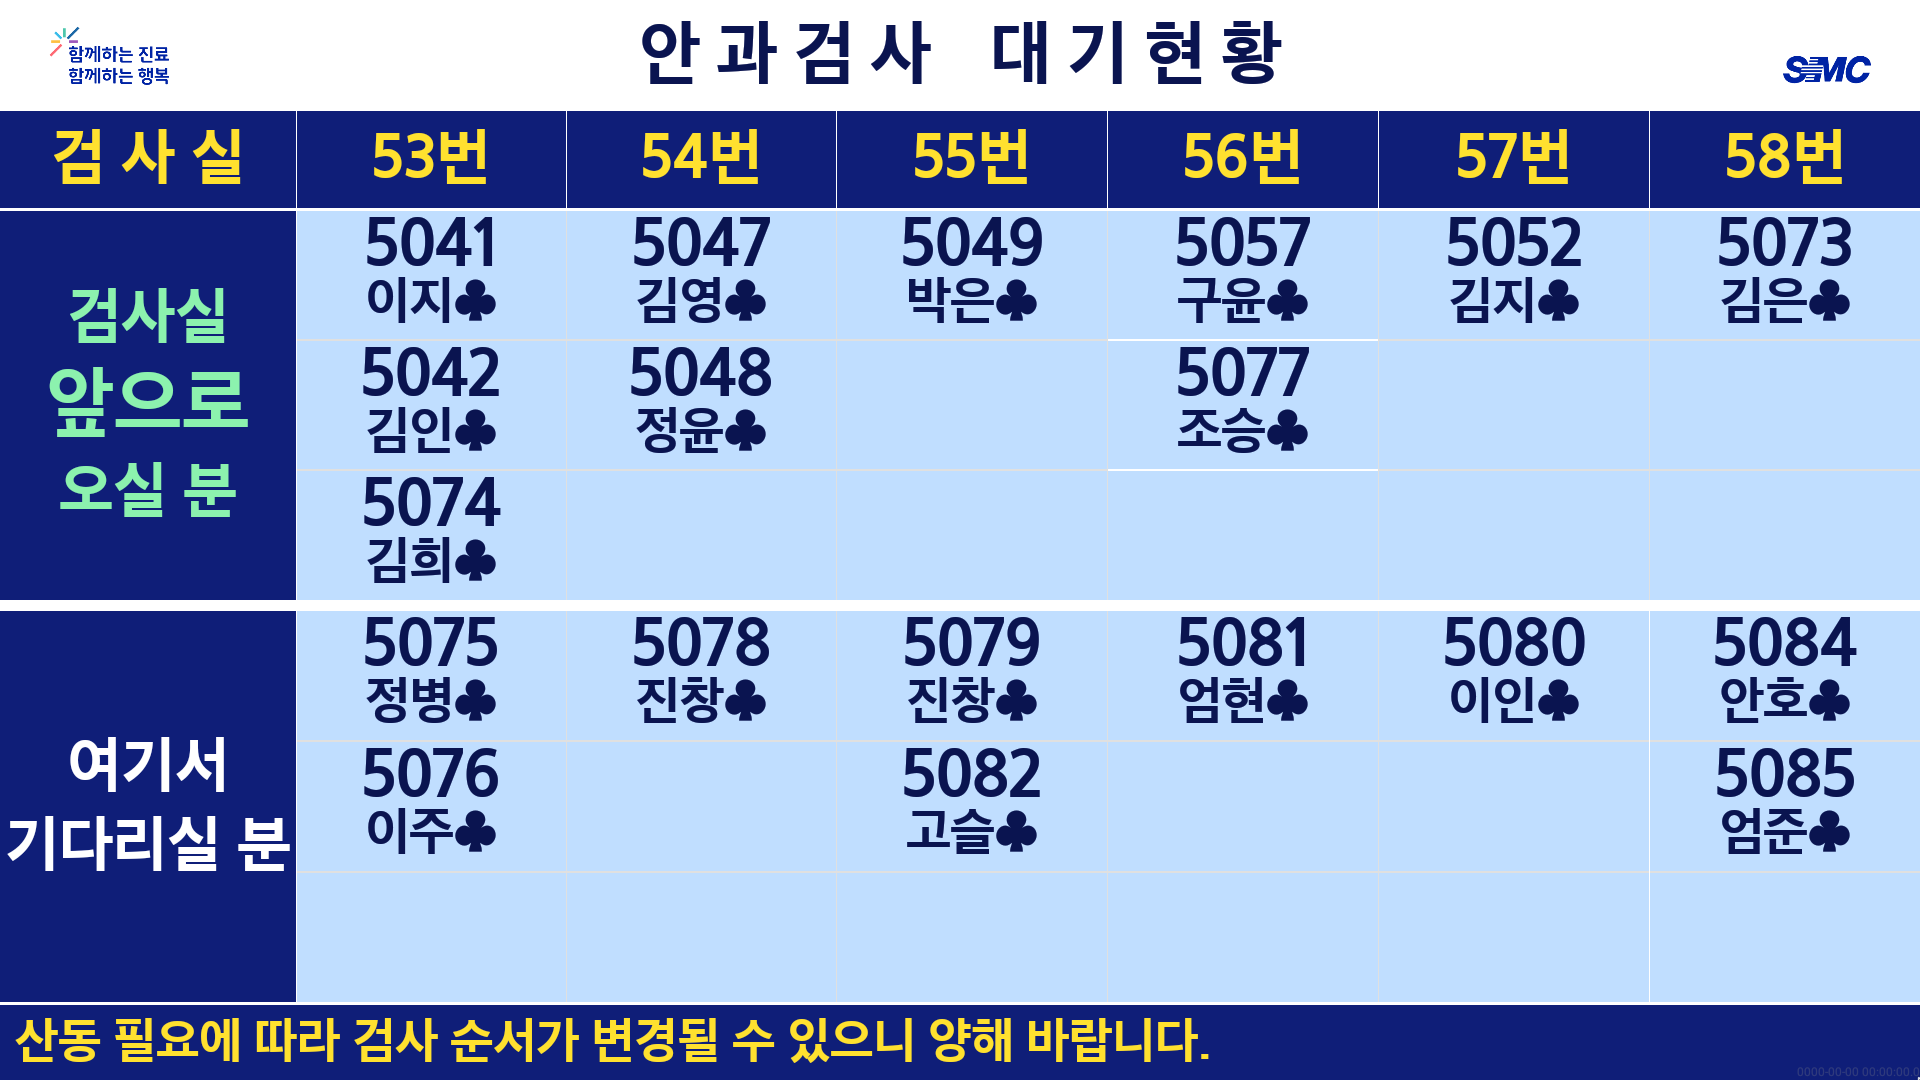 함께하는 진료
함께하는 행복
안과검사 대기현황
SMC
검사실 53번 54번 55번 56번 57번 58번
검사실
앞으로
오실 분
5041 5047 5049 5057 5052 5073
이지♣ 김영♣ 박은♣ 구윤♣ 김지♣ 김은♣
5042 5048 5077
김인♣ 정윤♣ 조승♣
5074
김희♣
여기서
기다리실 분
5075 5078 5079 5081 5080 5084
정병♣ 진창♣ 진창♣ 엄현♣ 이인♣ 안호♣
5076 5082 5085
이주♣ 고슬♣ 엄준♣
산동 필요에 따라 검사 순서가 변경될 수 있으니 양해 바랍니다.
0000-00-00 00:00:00.0